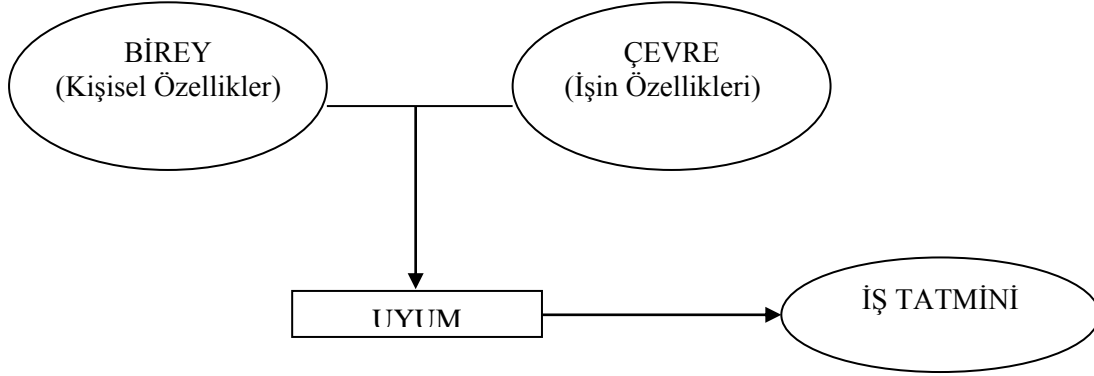 BİREY
(Kişisel Özellikler)
ÇEVRE
(İşin Özellikleri)
UYUM
İŞ TATMİNİ